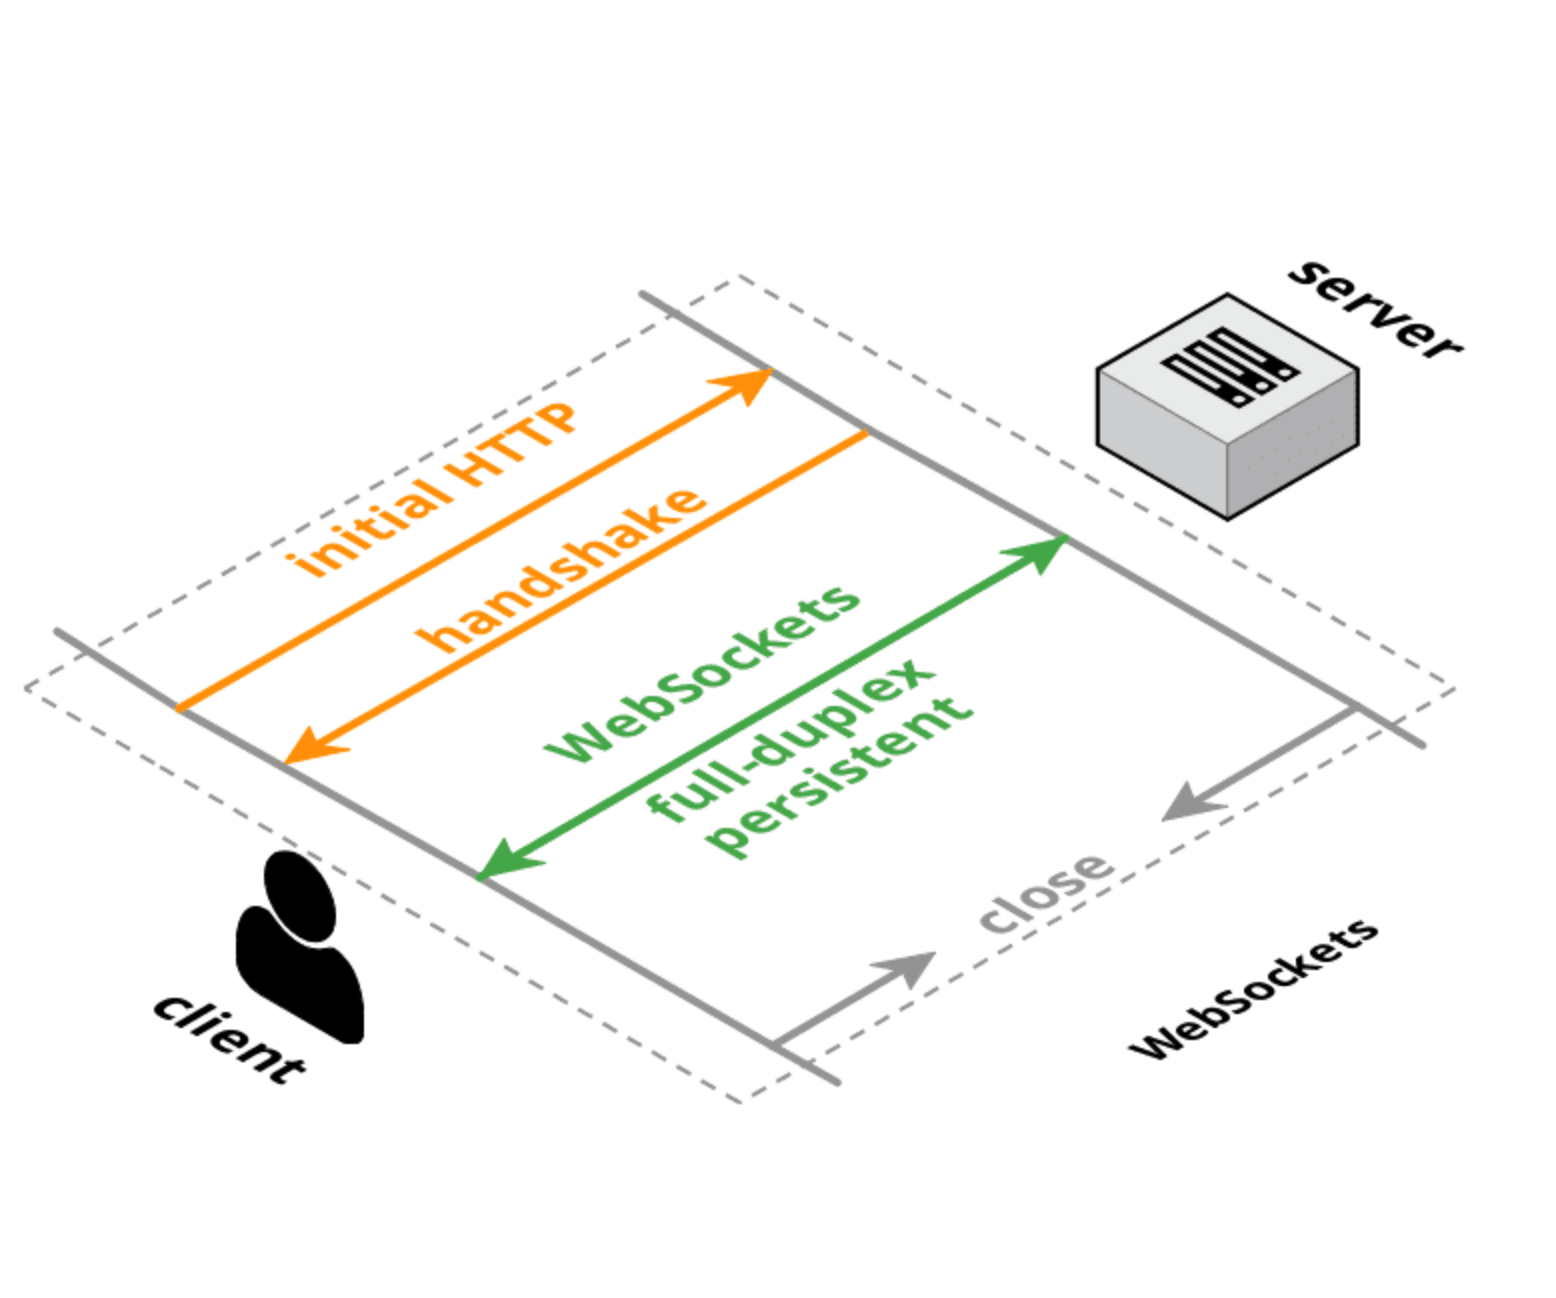 server
initial HTTP
handshake
WebSockets
full-duplex
persistent
close
client
WebSockets